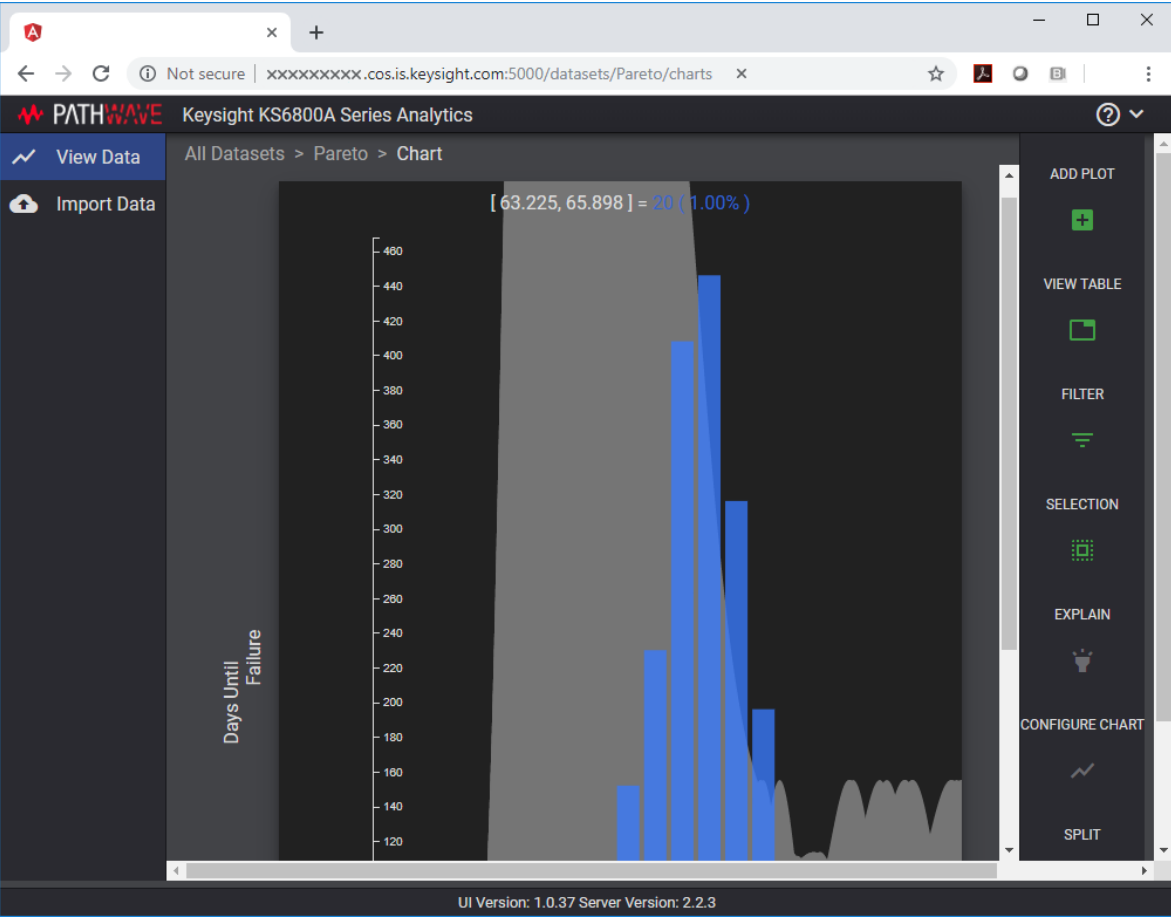 Not secure | xxxxxxxxx.cos.is.keysight.com:5000/datasets/Pareto/charts
PATHWAVE Keysight KS6800A Series Analytics
View Data
Import Data
All Datasets > Pareto > Chart
[ 63.225, 65.898 ] = 20 ( 1.00% )
460
440
420
400
380
360
340
320
300
280
260
240
220
200
180
160
140
120
Days Until
Failure
ADD PLOT
VIEW TABLE
FILTER
SELECTION
EXPLAIN
CONFIGURE CHART
SPLIT
UI Version: 1.0.37 Server Version: 2.2.3